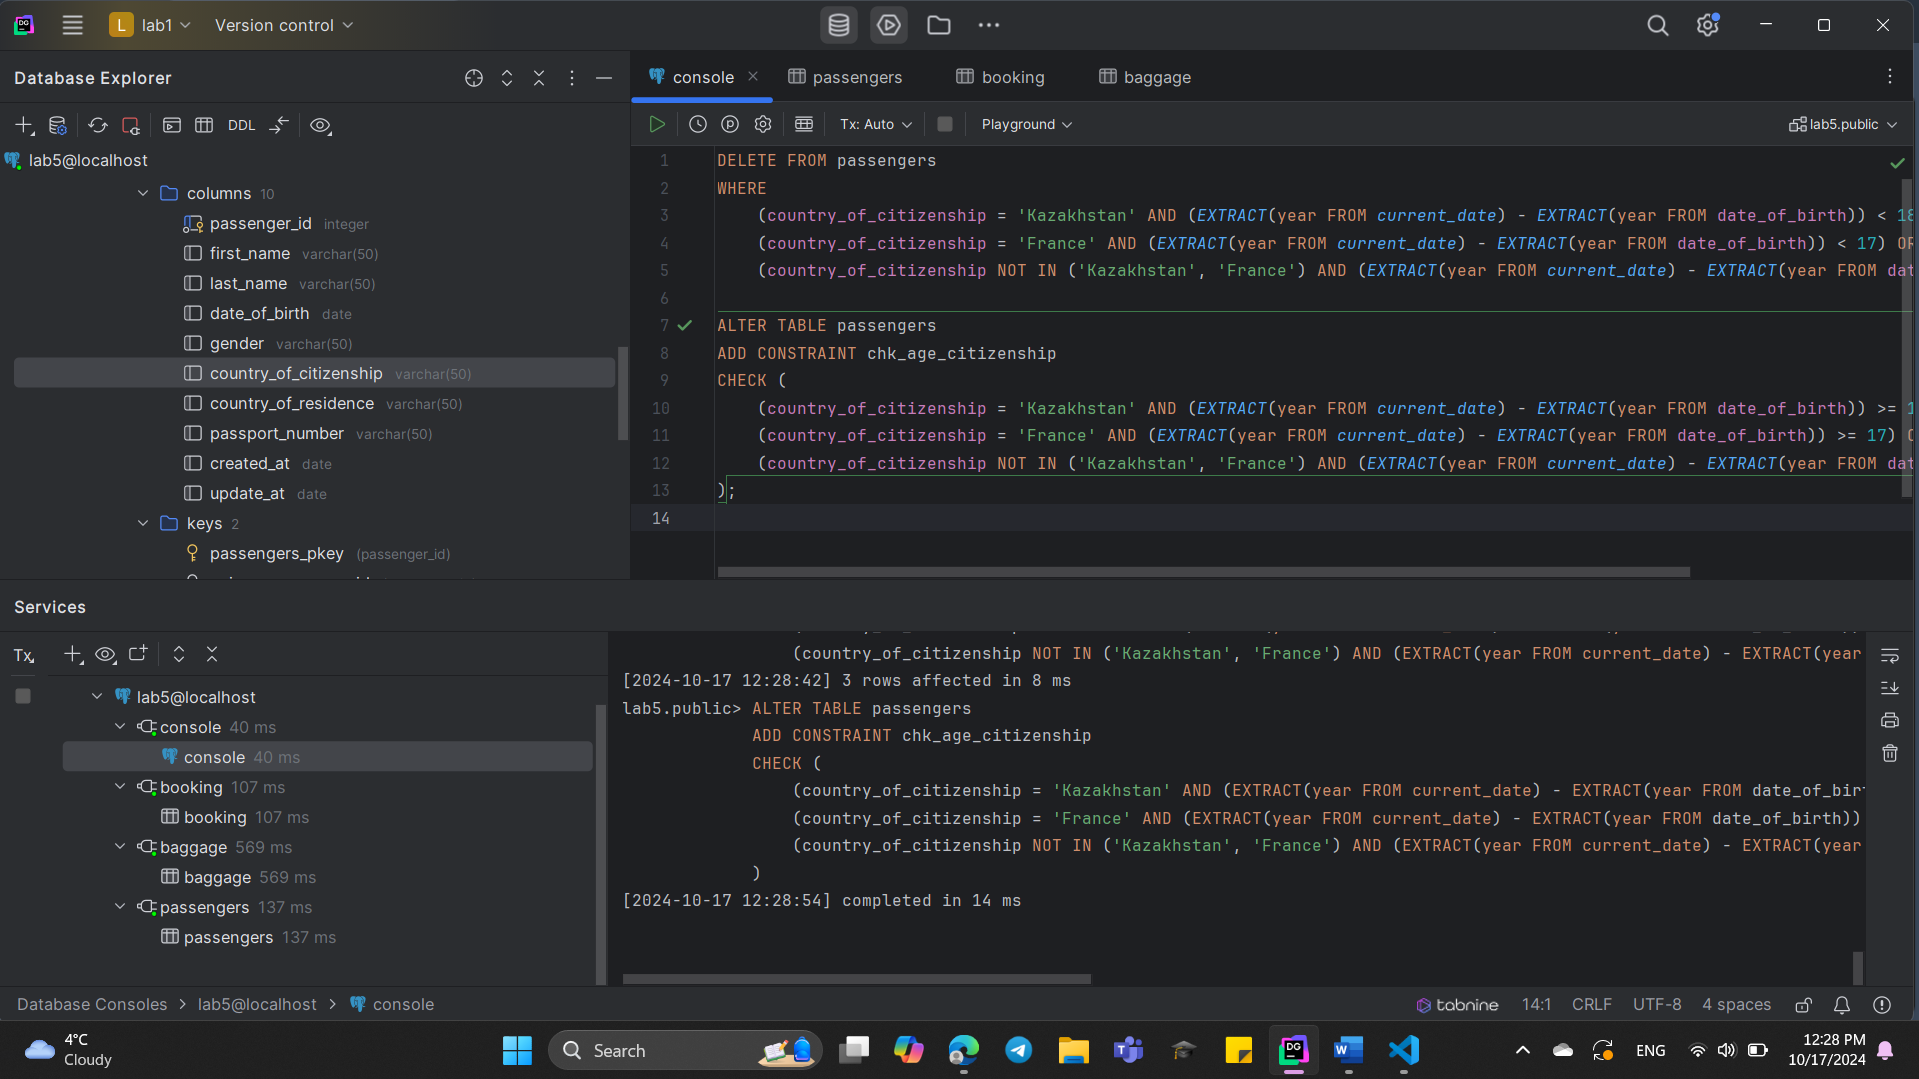 L lab1 Version control
Database Explorer
DDL
lab5@localhost
columns 10
passenger_id integer
first_name varchar(50)
last_name varchar(50)
date_of_birth date
gender varchar(50)
country_of_citizenship varchar(50)
country_of_residence varchar(50)
passport_number varchar(50)
created_at date
update_at date
keys 2
passengers_pkey (passenger_id)
console passengers booking baggage
Tx: Auto Playground lab5.public
1 DELETE FROM passengers
2 WHERE
3 (country_of_citizenship = 'Kazakhstan' AND (EXTRACT(year FROM current_date) - EXTRACT(year FROM date_of_birth)) < 18
4 (country_of_citizenship = 'France' AND (EXTRACT(year FROM current_date) - EXTRACT(year FROM date_of_birth)) < 17) OR
5 (country_of_citizenship NOT IN ('Kazakhstan', 'France') AND (EXTRACT(year FROM current_date) - EXTRACT(year FROM dat
6
7 ALTER TABLE passengers
8 ADD CONSTRAINT chk_age_citizenship
9 CHECK (
10 (country_of_citizenship = 'Kazakhstan' AND (EXTRACT(year FROM current_date) - EXTRACT(year FROM date_of_birth)) >= 1
11 (country_of_citizenship = 'France' AND (EXTRACT(year FROM current_date) - EXTRACT(year FROM date_of_birth)) >= 17) O
12 (country_of_citizenship NOT IN ('Kazakhstan', 'France') AND (EXTRACT(year FROM current_date) - EXTRACT(year FROM dat
13 );
14
Services
Tx
lab5@localhost
console 40 ms
console 40 ms
booking 107 ms
booking 107 ms
baggage 569 ms
baggage 569 ms
passengers 137 ms
passengers 137 ms
(country_of_citizenship NOT IN ('Kazakhstan', 'France') AND (EXTRACT(year FROM current_date) - EXTRACT(year
[2024-10-17 12:28:42] 3 rows affected in 8 ms
lab5.public> ALTER TABLE passengers
ADD CONSTRAINT chk_age_citizenship
CHECK (
(country_of_citizenship = 'Kazakhstan' AND (EXTRACT(year FROM current_date) - EXTRACT(year FROM date_of_birt
(country_of_citizenship = 'France' AND (EXTRACT(year FROM current_date) - EXTRACT(year FROM date_of_birth))
(country_of_citizenship NOT IN ('Kazakhstan', 'France') AND (EXTRACT(year FROM current_date) - EXTRACT(year
)
[2024-10-17 12:28:54] completed in 14 ms
Database Consoles > lab5@localhost > console
tabnine 14:1 CRLF UTF-8 4 spaces
4°C
Cloudy
Search
ENG
12:28 PM
10/17/2024